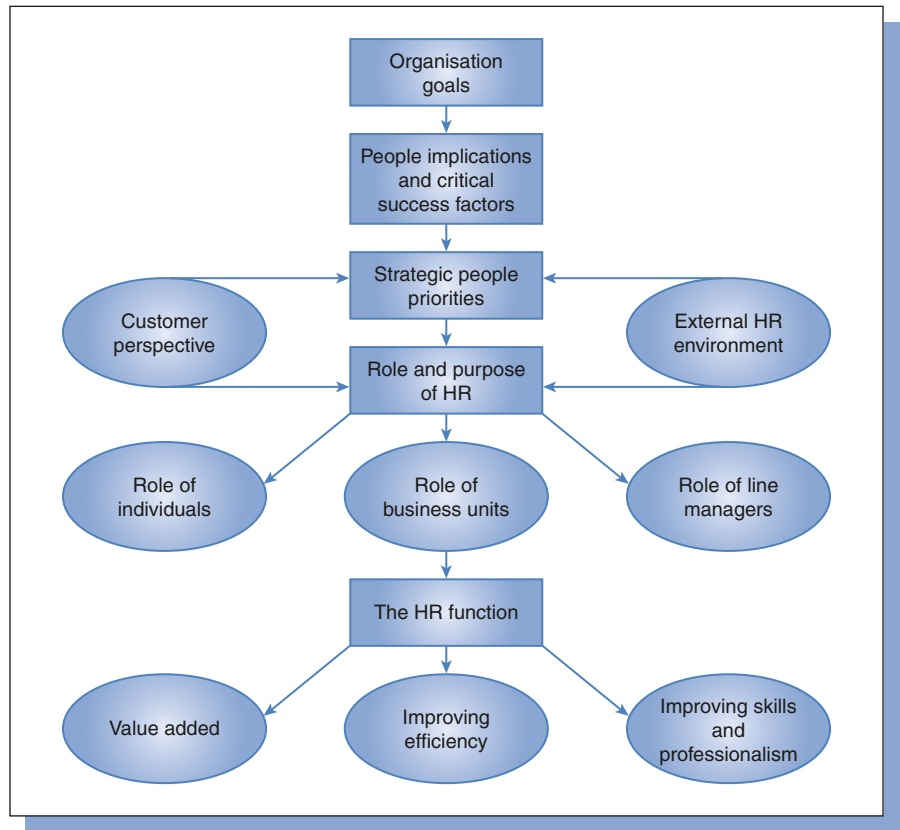 Organisation
goals
People implications
and critical
success factors
Strategic people
priorities
Customer
perspective
External HR
environment
Role and purpose
of HR
Role of
individuals
Role of
business units
Role of line
managers
The HR function
Value added
Improving
efficiency
Improving skills
and
professionalism